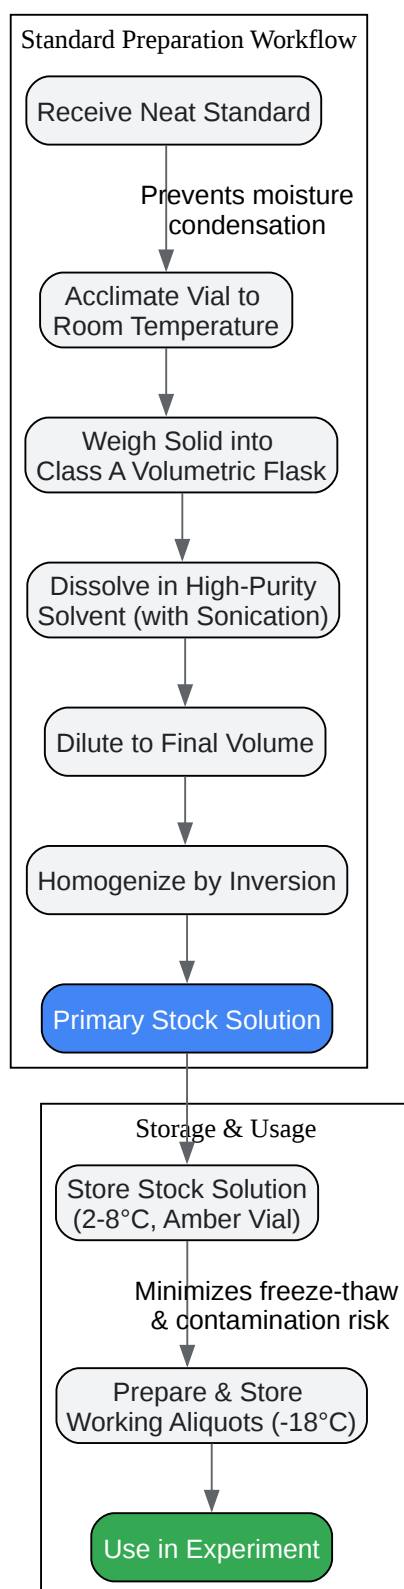 Standard Preparation Workflow
Receive Neat Standard
Prevents moisture
condensation
Acclimate Vial to
Room Temperature
Weigh Solid into
Class A Volumetric Flask
Dissolve in High-Purity
Solvent (with Sonication)
Dilute to Final Volume
Homogenize by Inversion
Primary Stock Solution
Storage & Usage
Store Stock Solution
(2-8°C, Amber Vial)
Minimizes freeze-thaw
& contamination risk
Prepare & Store
Working Aliquots (-18°C)
Use in Experiment